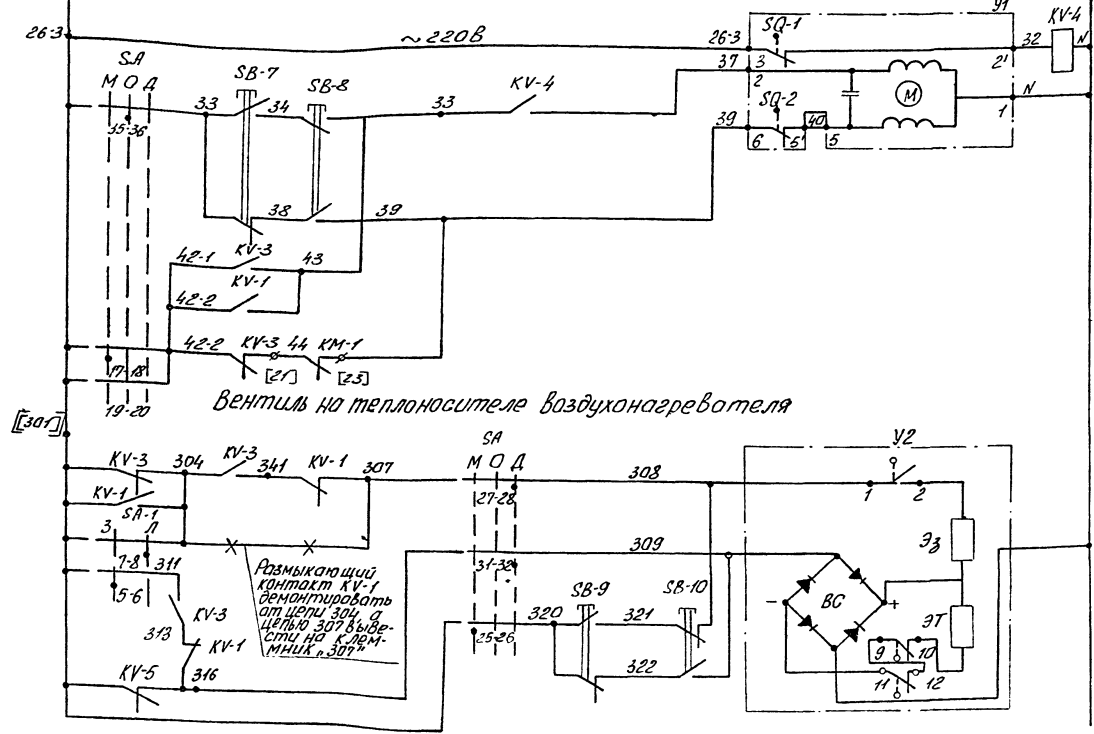 У1
SQ-1
KV-4
26-3
~220В
26-3
32
N
SA
SB-7
SB-8
37
3
2'
М О Д
2
KV-4
33
34
33
М
N
SQ-2
1
35-36
39
40
6
5'
5
38
39
KV-3
42-1
43
KV-1
42-2
42-2
KV-3
44
KM-1
17-18
[21]
[23]
19-20
Вентиль на теплоносителе воздухонагревателя
[301]
SA
У2
KV-3
304
KV-3
341
KV-1
307
М О Д
308
KV-1
27-28
1
2
SA-1
З
Л
309
ЭЗ
7-8
311
31-32
Размыкающий
контакт KV-1
демонтировать
от цепи 304, а
цепью 307 выве-
сти на клем-
мник "307"
5-6
SB-9
SB-10
KV-3
320
321
−
ВС
+
ЭТ
313
KV-1
25-26
9
10
322
KV-5
316
11
12